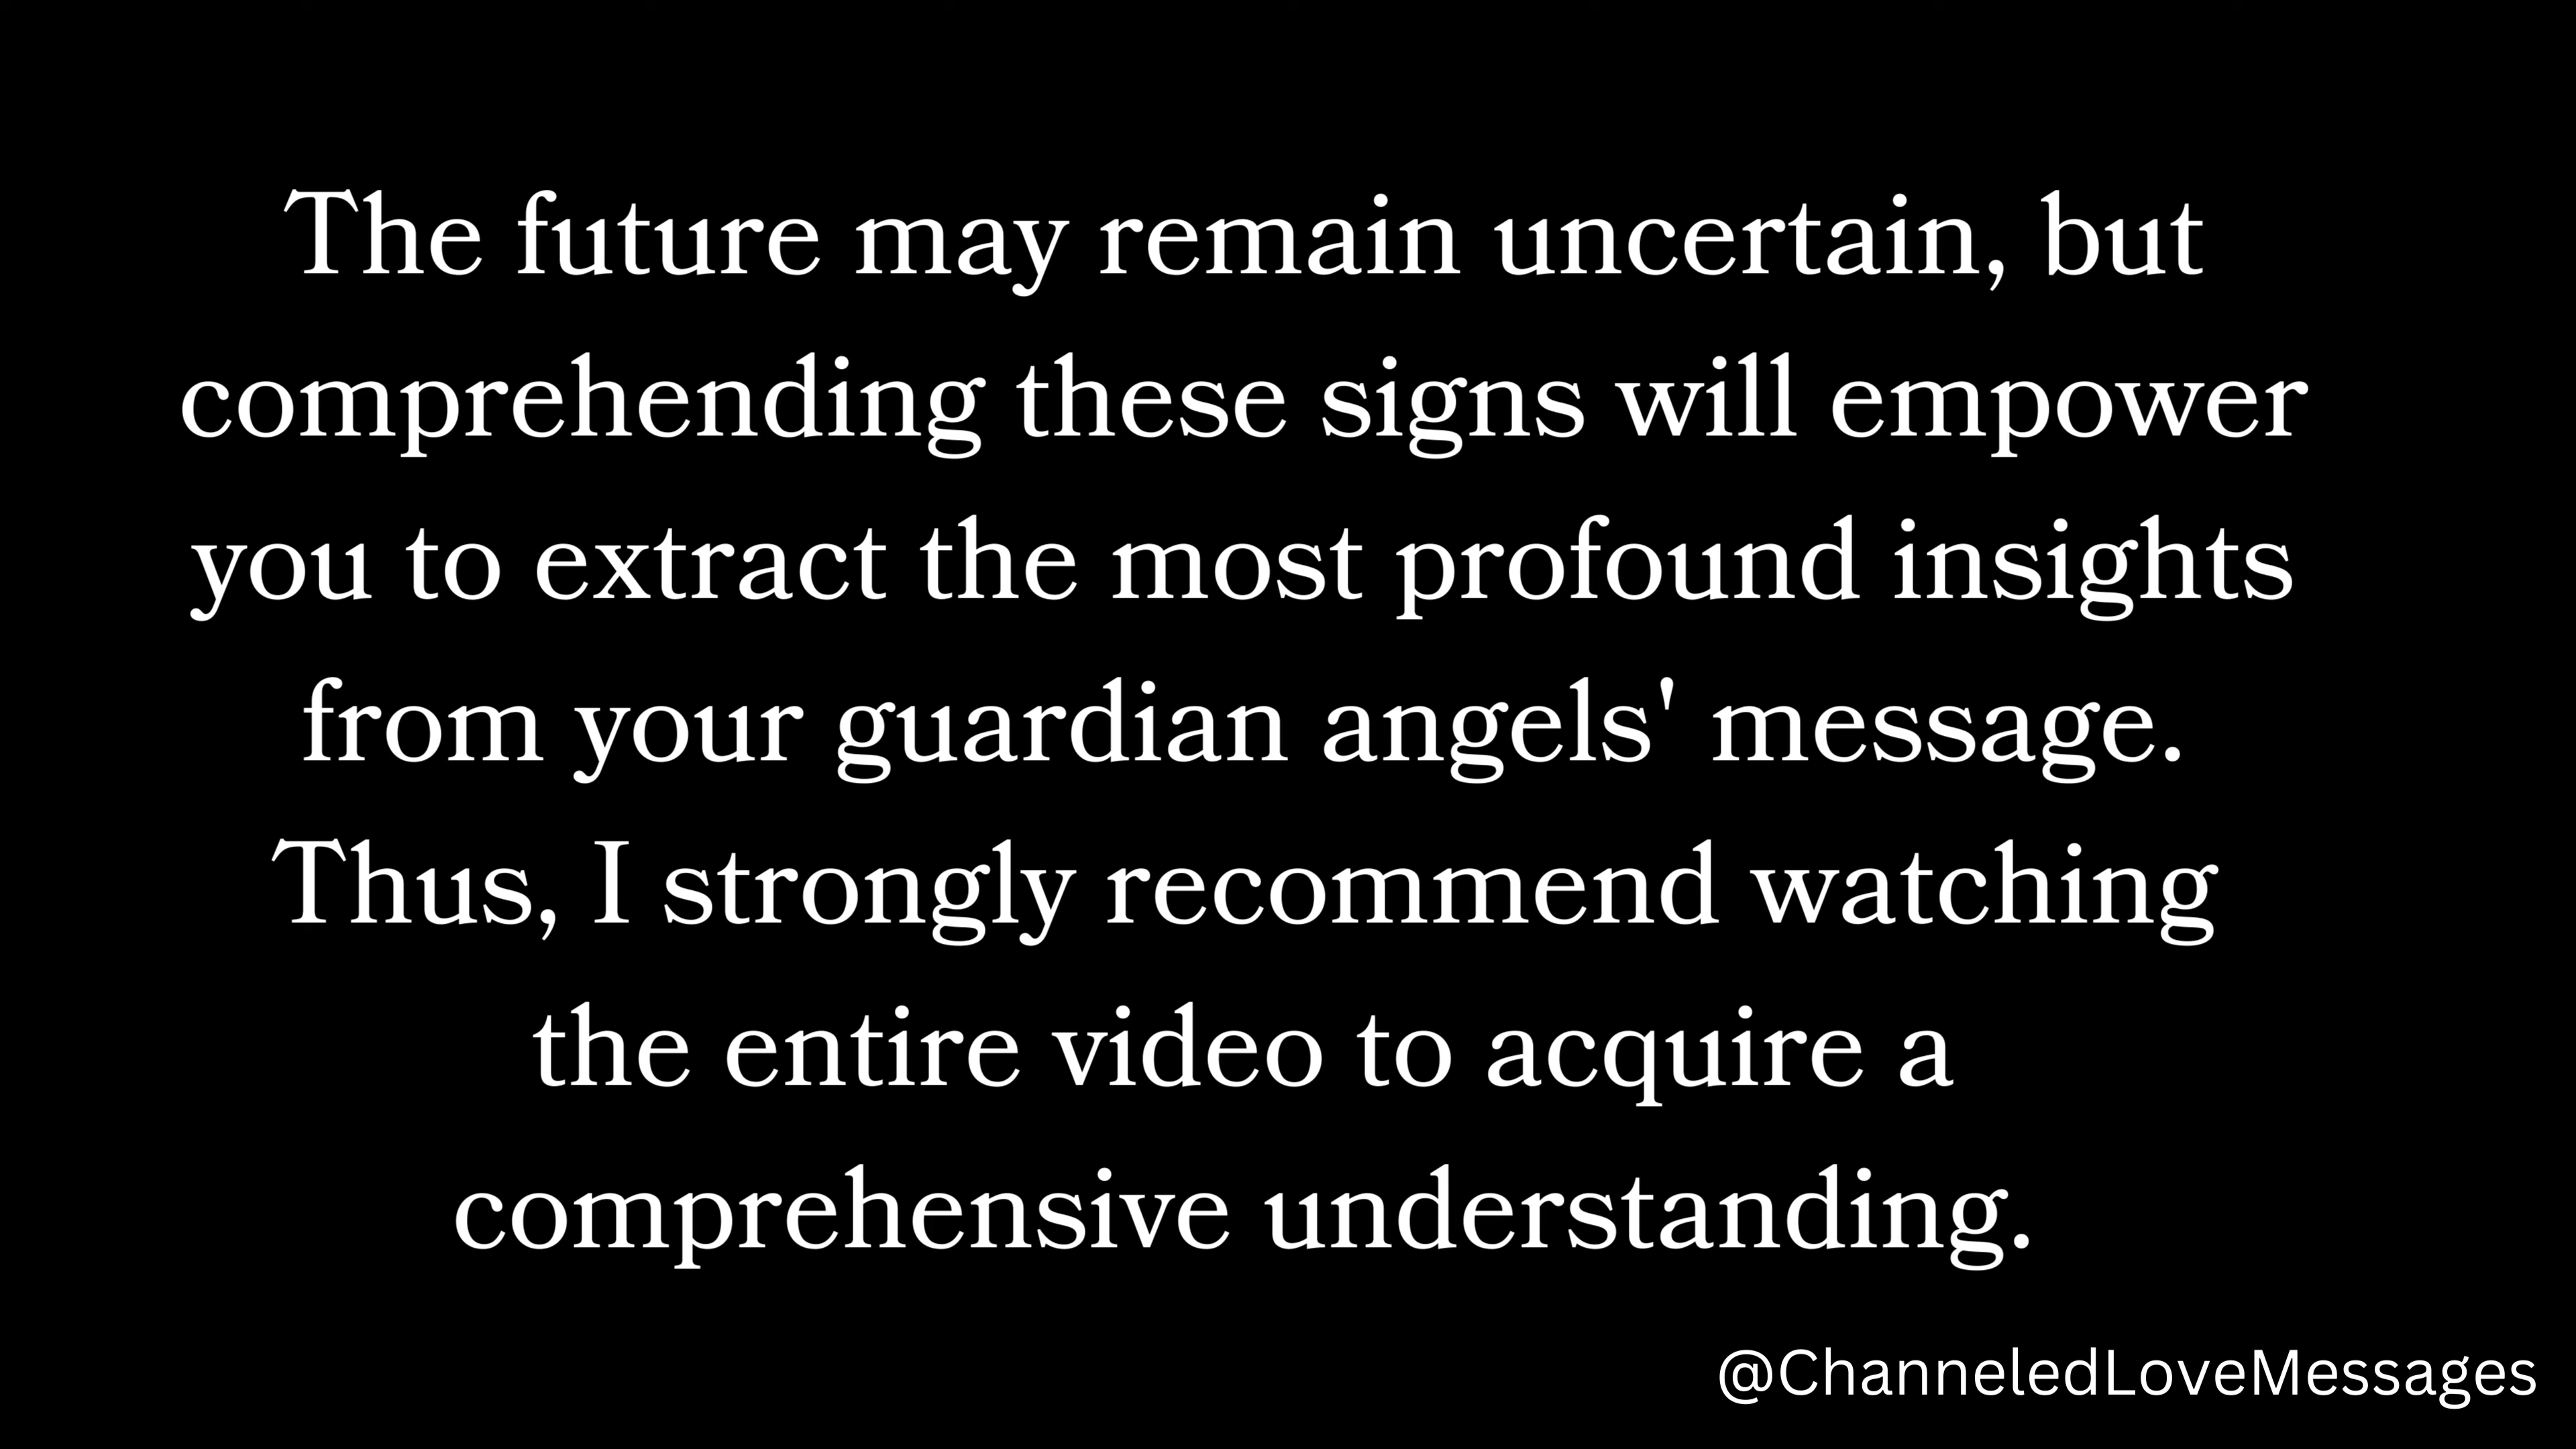 The future may remain uncertain, but
comprehending these signs will empower
you to extract the most profound insights
from your guardian angels' message.
Thus, I strongly recommend watching
the entire video to acquire a
comprehensive understanding.
@ChanneledLoveMessages